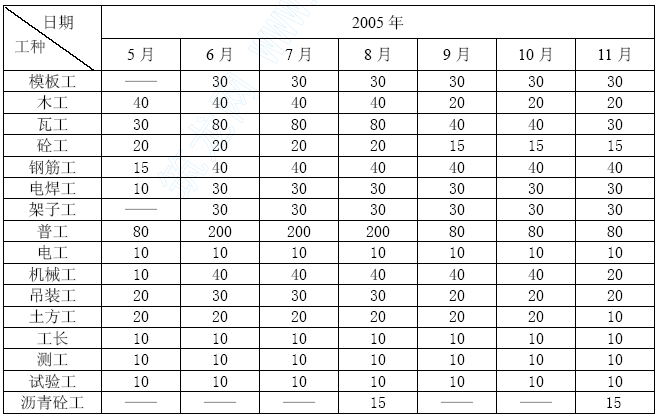 日期 2005 年
工种 5 月 6 月 7 月 8 月 9 月 10 月 11 月
模板工 —— 30 30 30 30 30 30
木工 40 40 40 40 20 20 20
瓦工 30 80 80 80 40 40 30
砼工 20 20 20 20 15 15 15
钢筋工 15 40 40 40 40 40 40
电焊工 10 30 30 30 30 30 30
架子工 —— 30 30 30 30 30 30
普工 80 200 200 200 80 80 80
电工 10 10 10 10 10 10 10
机械工 10 40 40 40 40 40 20
吊装工 20 30 30 30 20 20 20
土方工 20 20 20 20 20 20 10
工长 10 10 10 10 10 10 10
测工 10 10 10 10 10 10 10
试验工 10 10 10 10 10 10 10
沥青砼工 —— —— —— 15 —— —— 15